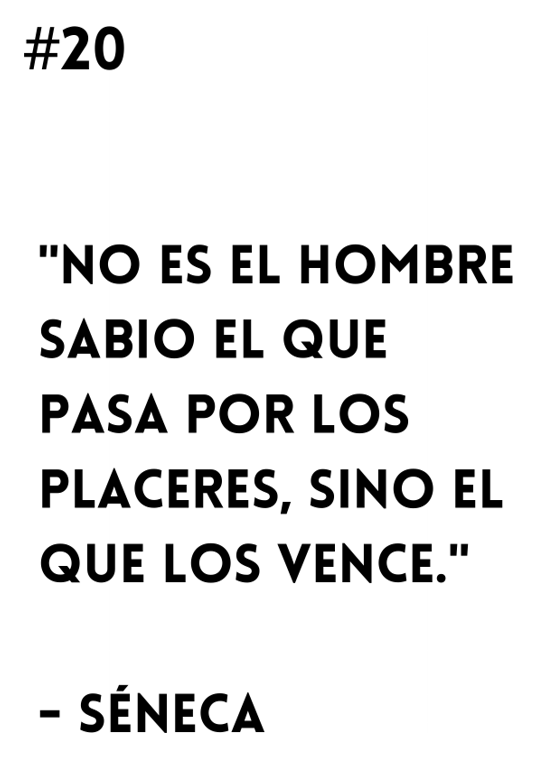 #20
"NO ES EL HOMBRE
SABIO EL QUE
PASA POR LOS
PLACERES, SINO EL
QUE LOS VENCE."
- SÉNECA